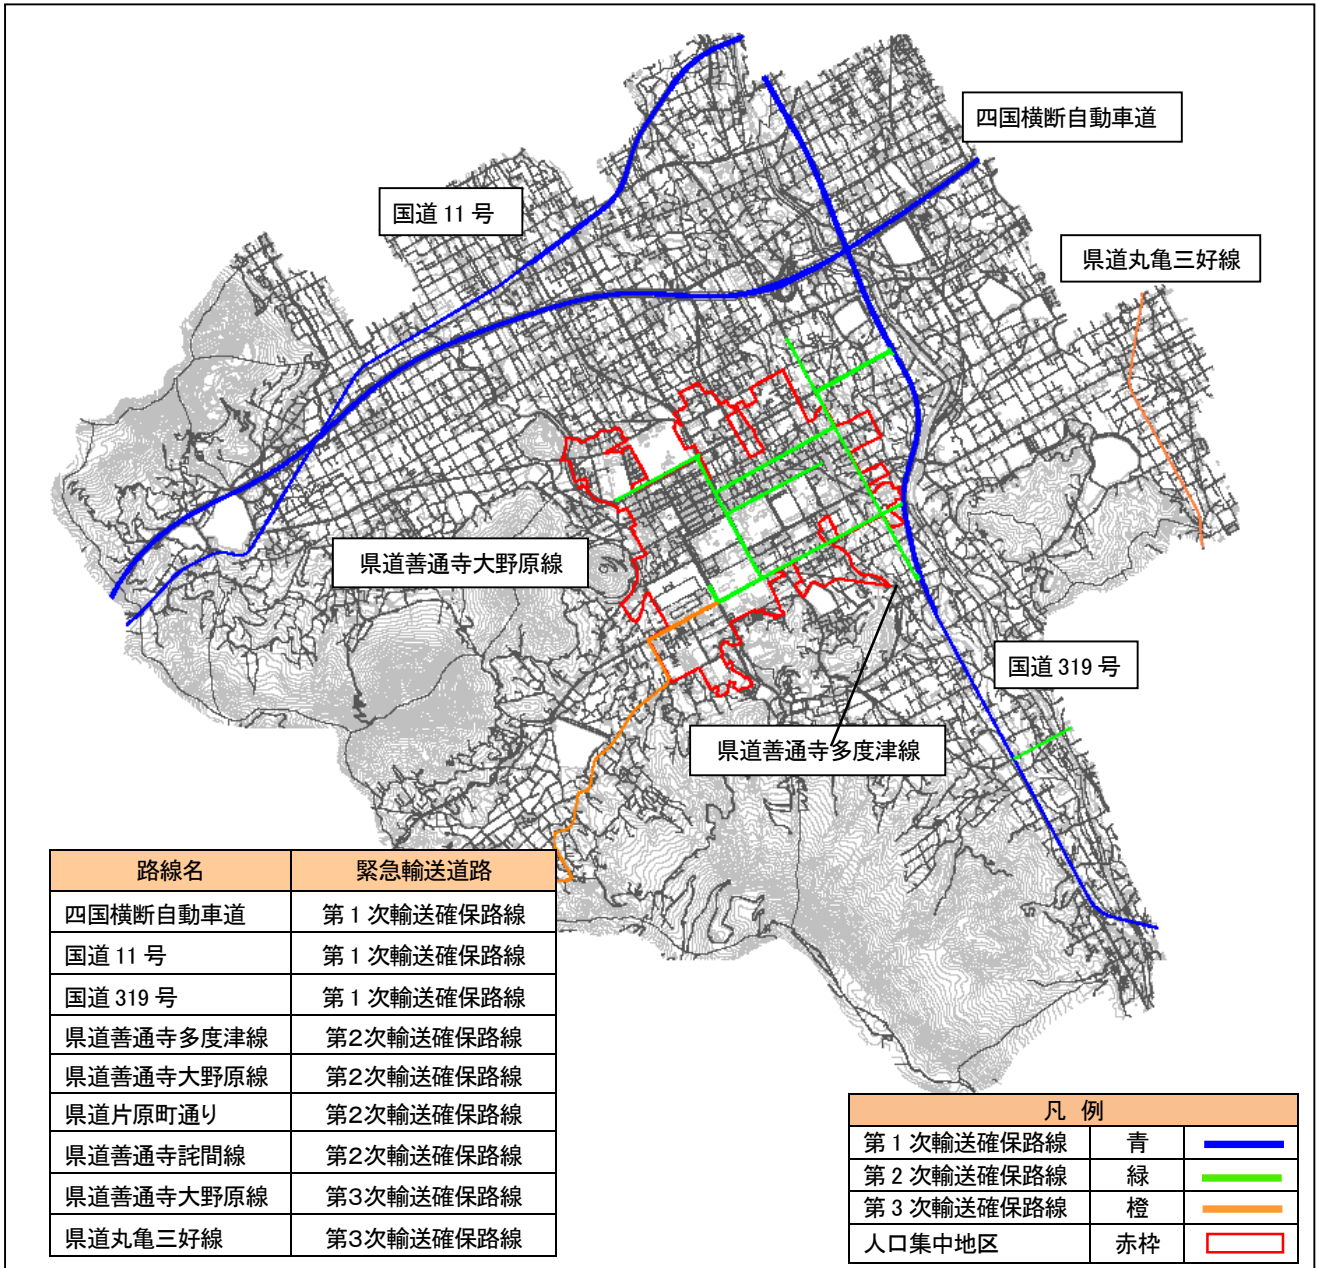 四国横断自動車道
国道 11 号
県道丸亀三好線
県道善通寺大野原線
国道 319 号
県道善通寺多度津線
路線名 緊急輸送道路
四国横断自動車道 第 1 次輸送確保路線
国道 11 号 第 1 次輸送確保路線
国道 319 号 第 1 次輸送確保路線
県道善通寺多度津線 第2次輸送確保路線
県道善通寺大野原線 第2次輸送確保路線
県道片原町通り 第2次輸送確保路線
県道善通寺詫間線 第2次輸送確保路線
県道善通寺大野原線 第3次輸送確保路線
県道丸亀三好線 第3次輸送確保路線
凡 例
第 1 次輸送確保路線 青
第 2 次輸送確保路線 緑
第 3 次輸送確保路線 橙
人口集中地区 赤枠